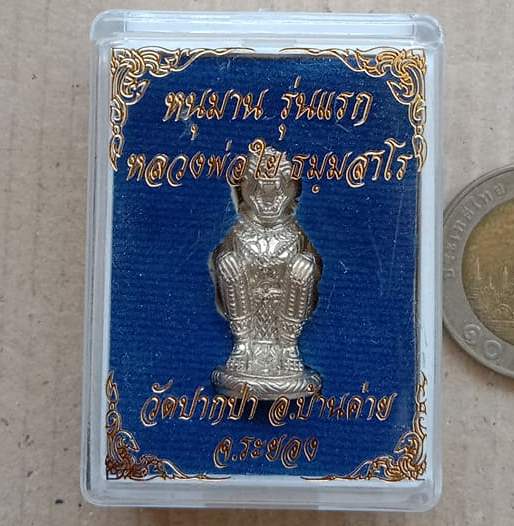 หนุมาน รุ่นแรก
หลวงพ่อใย ธมฺมสาโร
วัดปากป่า อ.บ้านค่าย
จ.ระยอง